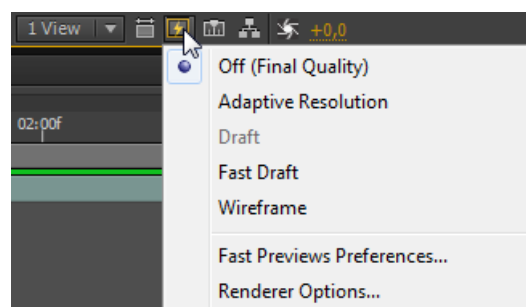 1 View
+0,0
Off (Final Quality)
Adaptive Resolution
02:00f
Draft
Fast Draft
Wireframe
Fast Previews Preferences...
Renderer Options...